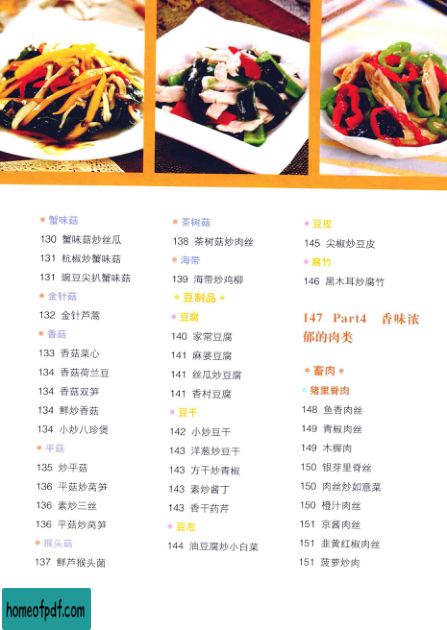 蟹味菇
130 蟹味菇炒丝瓜
131 杭椒炒蟹味菇
131 豌豆尖扒蟹味菇
金针菇
132 金针芦蒿
香菇
133 香菇菜心
134 香菇荷兰豆
134 香菇双笋
134 鲜炒香菇
134 小炒八珍煲
平菇
135 炒平菇
136 平菇炒莴笋
136 素炒三丝
136 平菇炒莴笋
猴头菇
137 鲜芦猴头菌
茶树菇
138 茶树菇炒肉丝
海带
139 海带炒鸡柳
豆制品
豆腐
140 家常豆腐
141 麻婆豆腐
141 丝瓜炒豆腐
141 香村豆腐
豆干
142 小炒豆干
143 洋葱炒豆干
143 方干炒青椒
143 素炒酱丁
143 香干药芹
豆泡
144 油豆腐炒小白菜
豆皮
145 尖椒炒豆皮
腐竹
146 黑木耳炒腐竹
147 Part4 香味浓
郁的肉类
畜肉
猪里脊肉
148 鱼香肉丝
149 青椒肉丝
149 木樨肉
150 银芽里脊丝
150 肉丝炒如意菜
150 橙汁肉丝
151 京酱肉丝
151 韭黄红椒肉丝
151 菠萝炒肉
homeofpdf.com